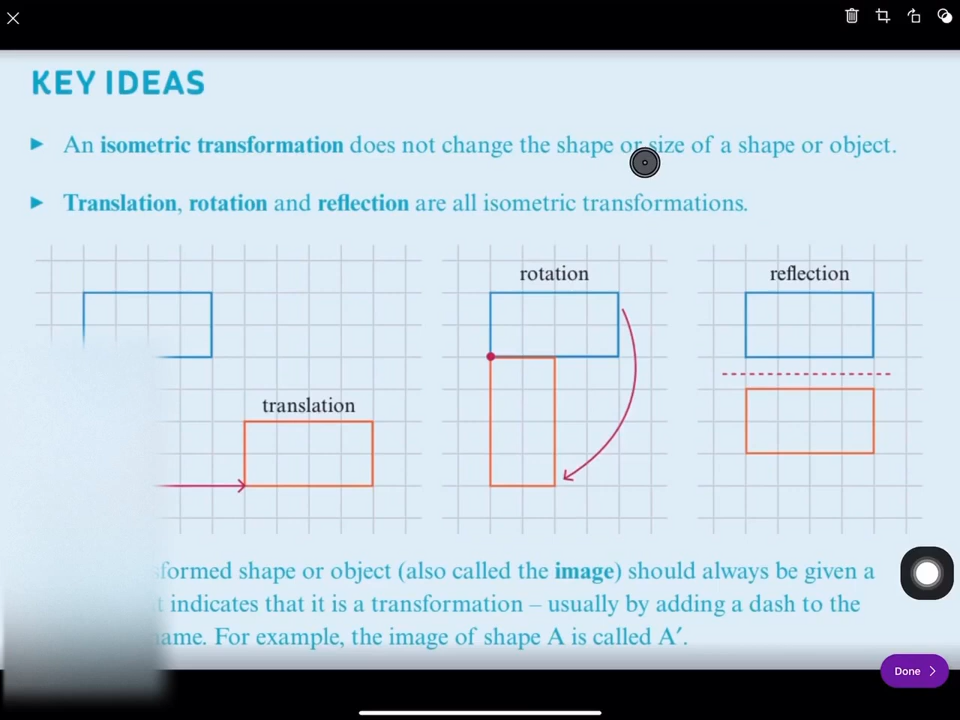 KEY IDEAS
► An isometric transformation does not change the shape or size of a shape or object.
► Translation, rotation and reflection are all isometric transformations.
rotation
reflection
translation
shape or object (also called the image) should always be given a
indicates that it is a transformation – usually by adding a dash to the
For example, the image of shape A is called A′.
Done